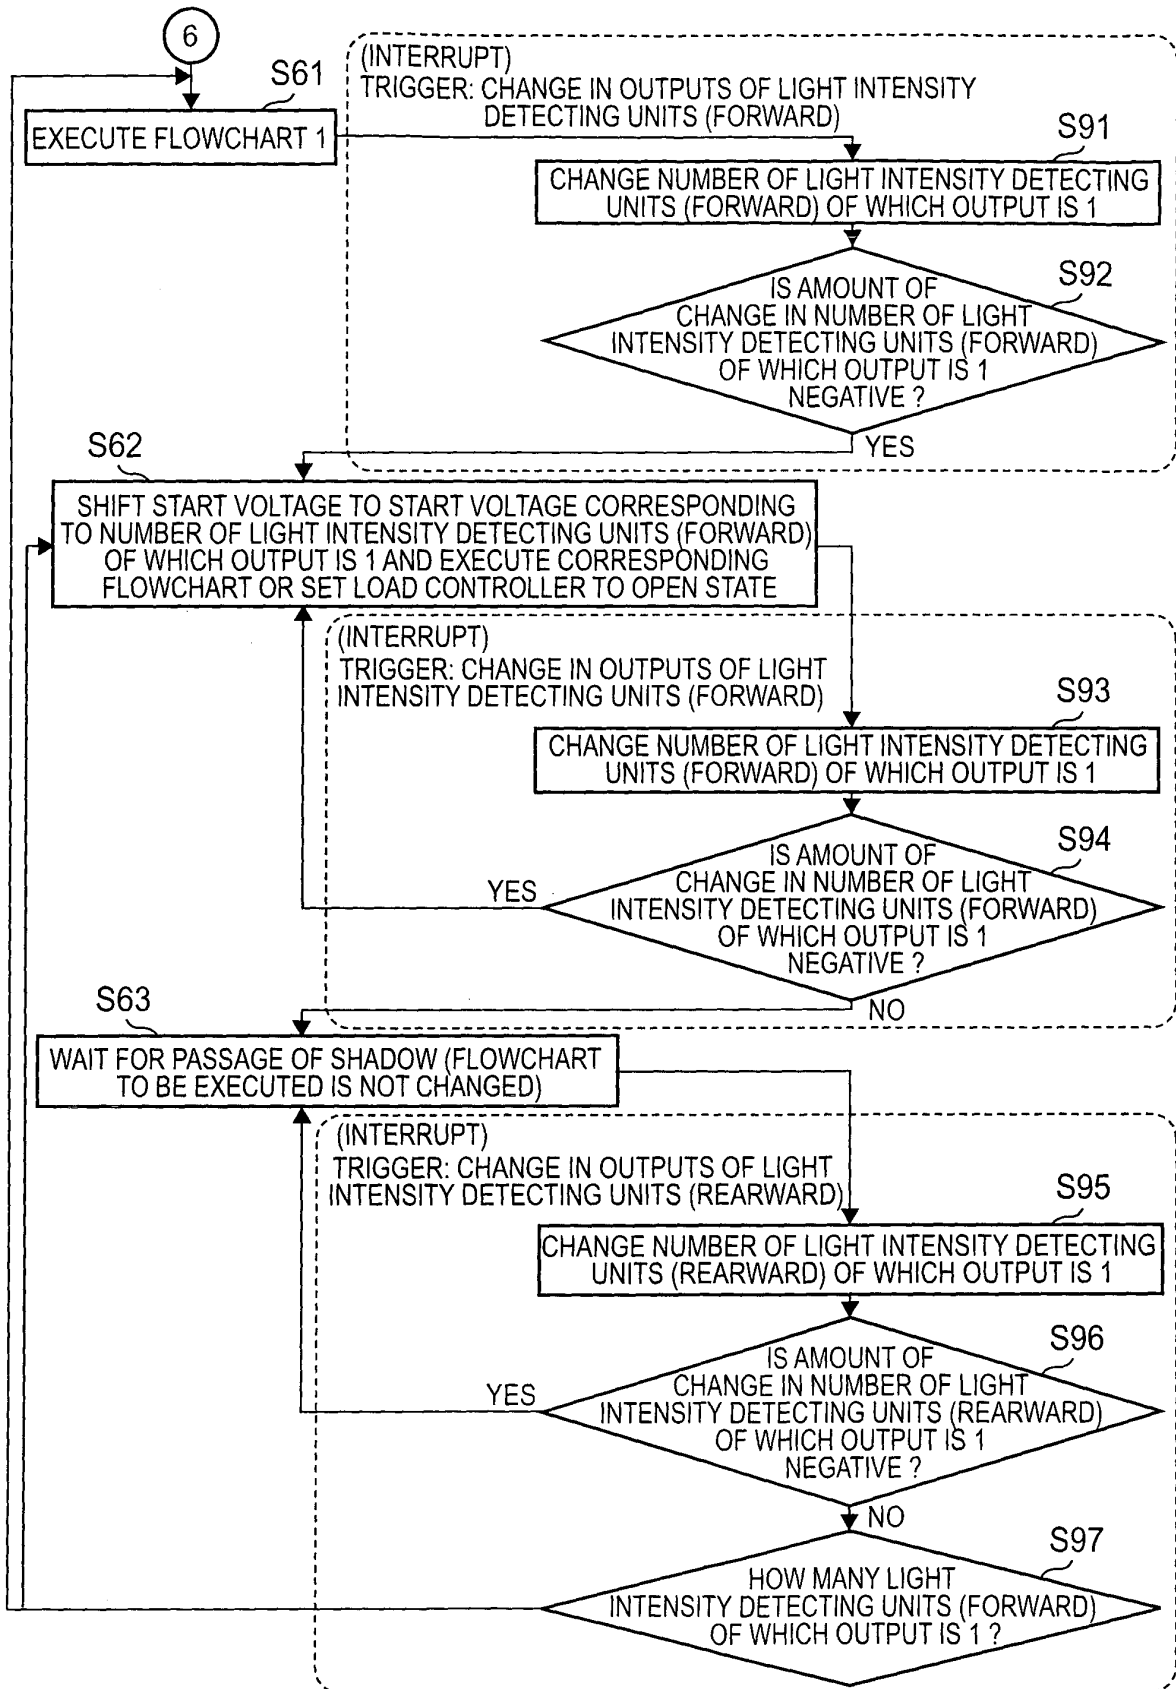 6
S61
EXECUTE FLOWCHART 1
(INTERRUPT)
TRIGGER: CHANGE IN OUTPUTS OF LIGHT INTENSITY
DETECTING UNITS (FORWARD)
S91
CHANGE NUMBER OF LIGHT INTENSITY DETECTING
UNITS (FORWARD) OF WHICH OUTPUT IS 1
S92
IS AMOUNT OF
CHANGE IN NUMBER OF LIGHT
INTENSITY DETECTING UNITS (FORWARD)
OF WHICH OUTPUT IS 1
NEGATIVE ?
YES
S62
SHIFT START VOLTAGE TO START VOLTAGE CORRESPONDING
TO NUMBER OF LIGHT INTENSITY DETECTING UNITS (FORWARD)
OF WHICH OUTPUT IS 1 AND EXECUTE CORRESPONDING
FLOWCHART OR SET LOAD CONTROLLER TO OPEN STATE
(INTERRUPT)
TRIGGER: CHANGE IN OUTPUTS OF LIGHT
INTENSITY DETECTING UNITS (FORWARD)
S93
CHANGE NUMBER OF LIGHT INTENSITY DETECTING
UNITS (FORWARD) OF WHICH OUTPUT IS 1
S94
IS AMOUNT OF
CHANGE IN NUMBER OF LIGHT
INTENSITY DETECTING UNITS (FORWARD)
OF WHICH OUTPUT IS 1
NEGATIVE ?
YES
NO
S63
WAIT FOR PASSAGE OF SHADOW (FLOWCHART
TO BE EXECUTED IS NOT CHANGED)
(INTERRUPT)
TRIGGER: CHANGE IN OUTPUTS OF LIGHT
INTENSITY DETECTING UNITS (REARWARD)
S95
CHANGE NUMBER OF LIGHT INTENSITY DETECTING
UNITS (REARWARD) OF WHICH OUTPUT IS 1
S96
IS AMOUNT OF
CHANGE IN NUMBER OF LIGHT
INTENSITY DETECTING UNITS (REARWARD)
OF WHICH OUTPUT IS 1
NEGATIVE ?
YES
NO
S97
HOW MANY LIGHT
INTENSITY DETECTING UNITS (FORWARD)
OF WHICH OUTPUT IS 1 ?